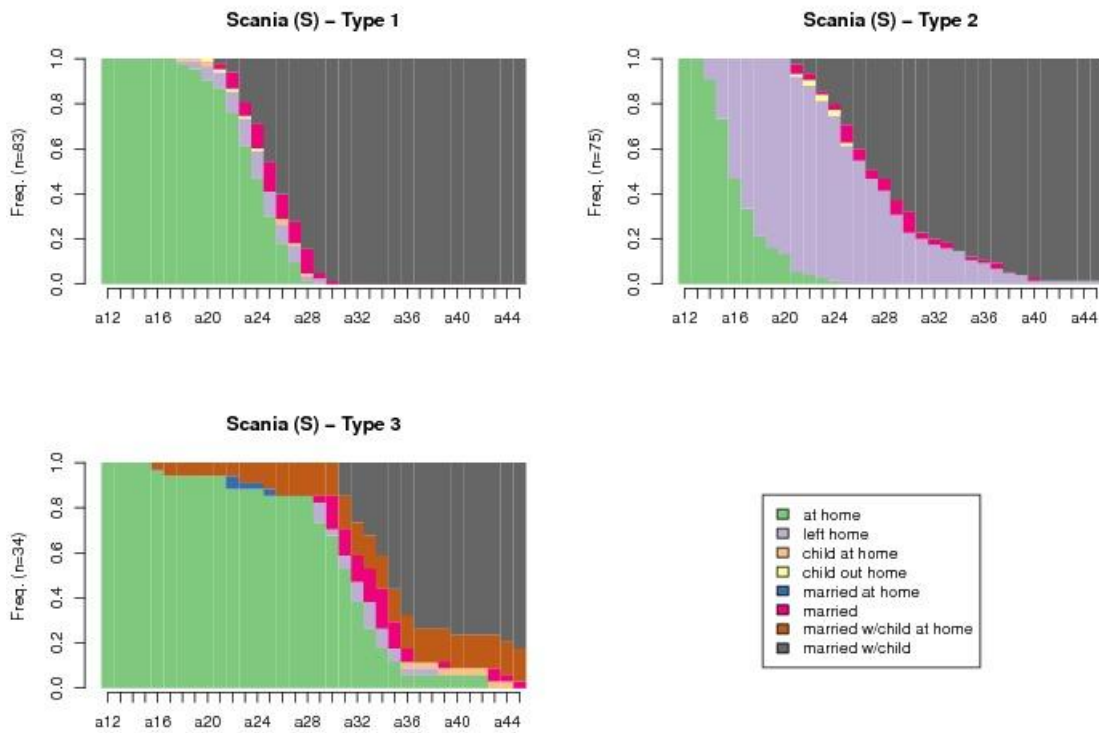 Scania (S) – Type 1
Freq. (n=83)
0.0 0.2 0.4 0.6 0.8 1.0
a12 a16 a20 a24 a28 a32 a36 a40 a44
Scania (S) – Type 2
Freq. (n=75)
0.0 0.2 0.4 0.6 0.8 1.0
a12 a16 a20 a24 a28 a32 a36 a40 a44
Scania (S) – Type 3
Freq. (n=34)
0.0 0.2 0.4 0.6 0.8 1.0
a12 a16 a20 a24 a28 a32 a36 a40 a44
at home
left home
child at home
child out home
married at home
married
married w/child at home
married w/child